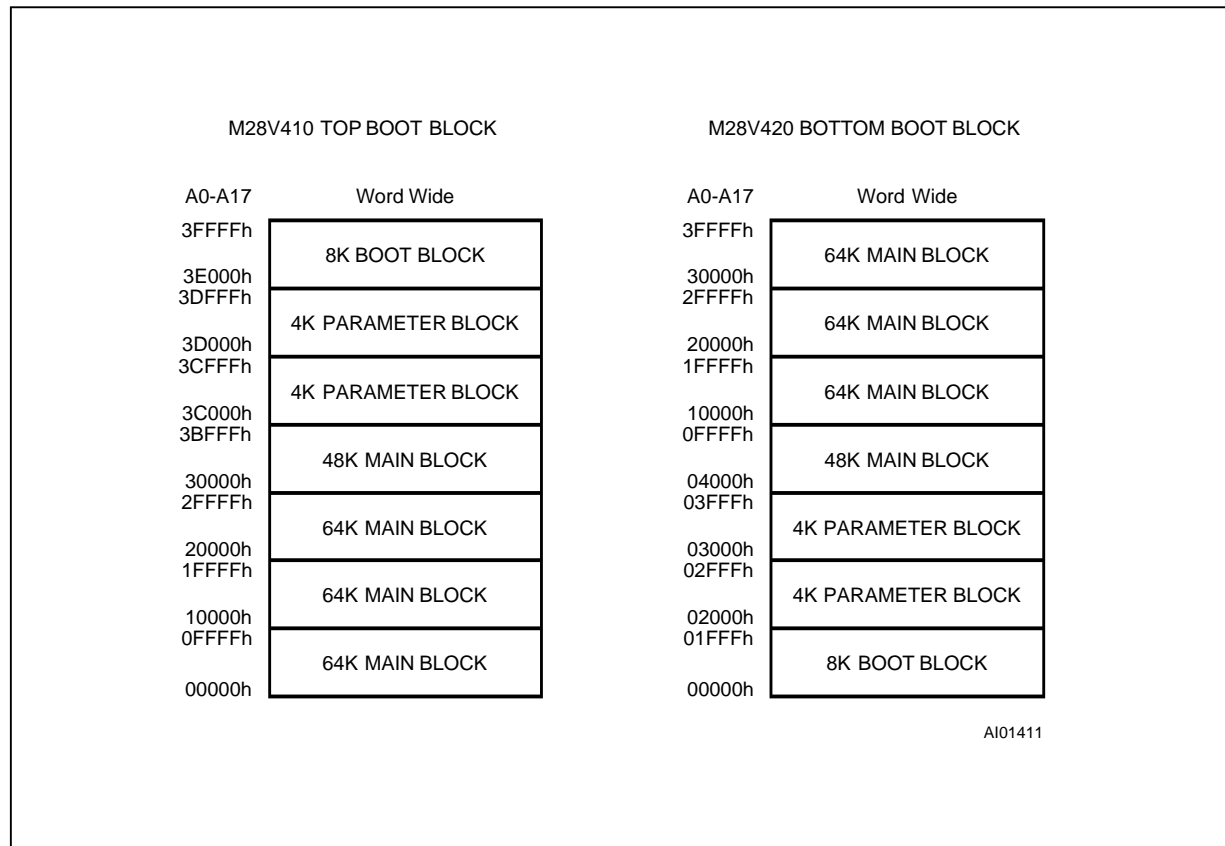 M28V410 TOP BOOT BLOCK
A0-A17 Word Wide
3FFFFh
8K BOOT BLOCK
3E000h
3DFFFh
4K PARAMETER BLOCK
3D000h
3CFFFh
4K PARAMETER BLOCK
3C000h
3BFFFh
48K MAIN BLOCK
30000h
2FFFFh
64K MAIN BLOCK
20000h
1FFFFh
64K MAIN BLOCK
10000h
0FFFFh
64K MAIN BLOCK
00000h
M28V420 BOTTOM BOOT BLOCK
A0-A17 Word Wide
3FFFFh
64K MAIN BLOCK
30000h
2FFFFh
64K MAIN BLOCK
20000h
1FFFFh
64K MAIN BLOCK
10000h
0FFFFh
48K MAIN BLOCK
04000h
03FFFh
4K PARAMETER BLOCK
03000h
02FFFh
4K PARAMETER BLOCK
02000h
01FFFh
8K BOOT BLOCK
00000h
AI01411